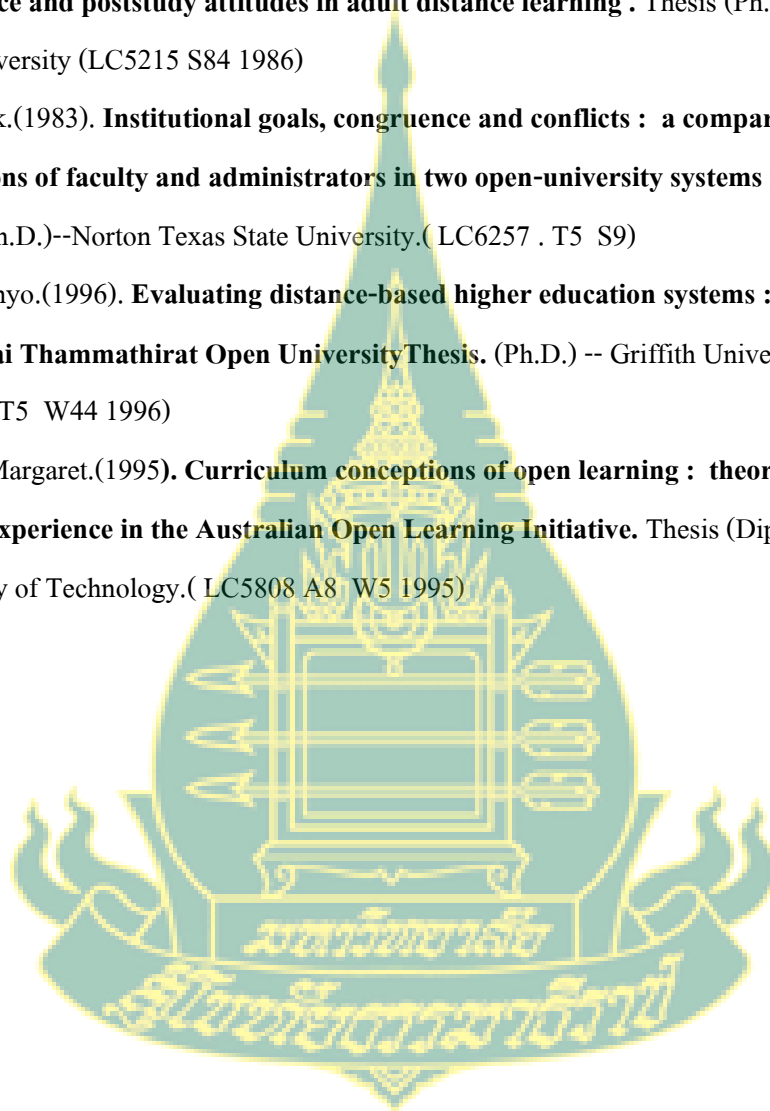 ce and poststudy attitudes in adult distance learning . Thesis (Ph.
versity (LC5215 S84 1986)
k.(1983). Institutional goals, congruence and conflicts : a compar
ons of faculty and administrators in two open-university systems
h.D.)--Norton Texas State University.( LC6257 . T5 S9)
nyo.(1996). Evaluating distance-based higher education systems :
ai Thammathirat Open UniversityThesis. (Ph.D.) -- Griffith Unive
T5 W44 1996)
Margaret.(1995). Curriculum conceptions of open learning : theor
xperience in the Australian Open Learning Initiative. Thesis (Dip
y of Technology.( LC5808 A8 W5 1995)
มหาวิทยาลัย
สุโขทัยธรรมาธิราช